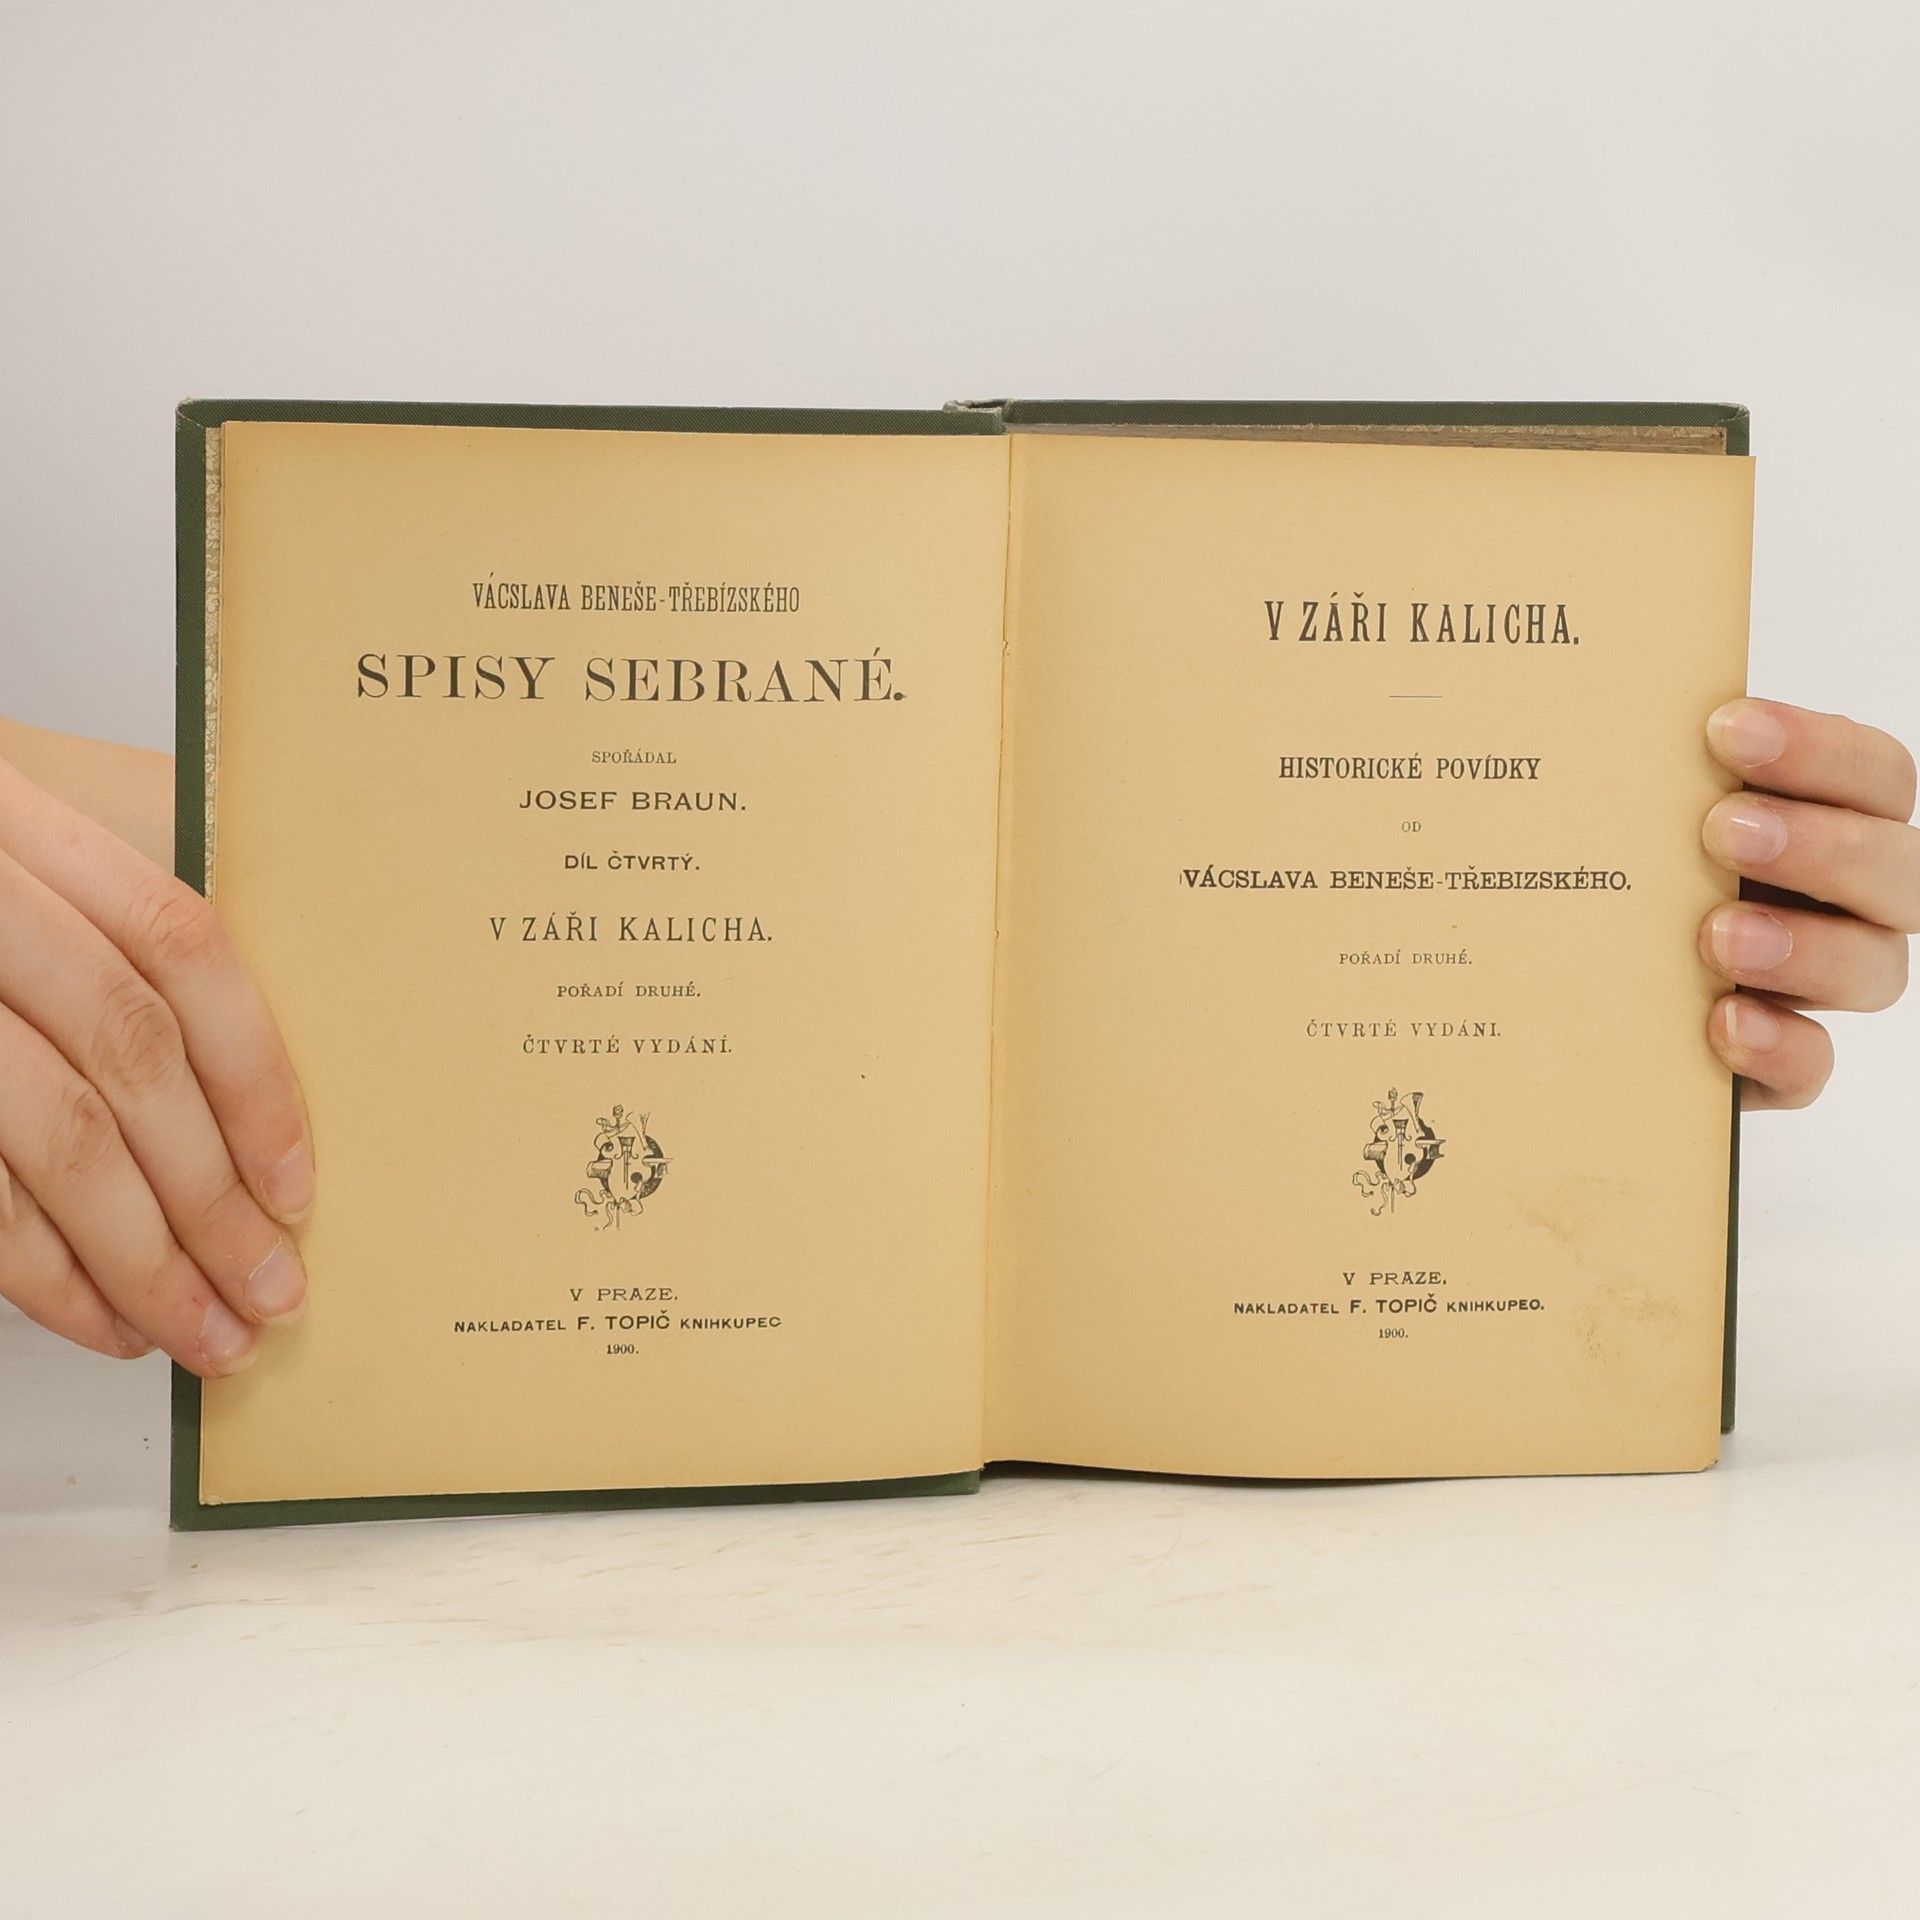 VÁCSLAVA BENEŠE-TŘEBÍZSKÉHO
SPISY SEBRANÉ.
SPOŘÁDAL
JOSEF BRAUN.
DÍL ČTVRTÝ.
V ZÁŘI KALICHA.
POŘADÍ DRUHÉ.
ČTVRTÉ VYDÁNÍ.
V PRAZE.
NAKLADATEL F. TOPIČ KNIHKUPEC
1900.
V ZÁŘI KALICHA.
HISTORICKÉ POVÍDKY
OD
VÁCSLAVA BENEŠE-TŘEBIZSKÉHO.
POŘADÍ DRUHÉ.
ČTVRTÉ VYDÁNI.
V PRAZE.
NAKLADATEL F. TOPIČ KNIHKUPEC.
1900.